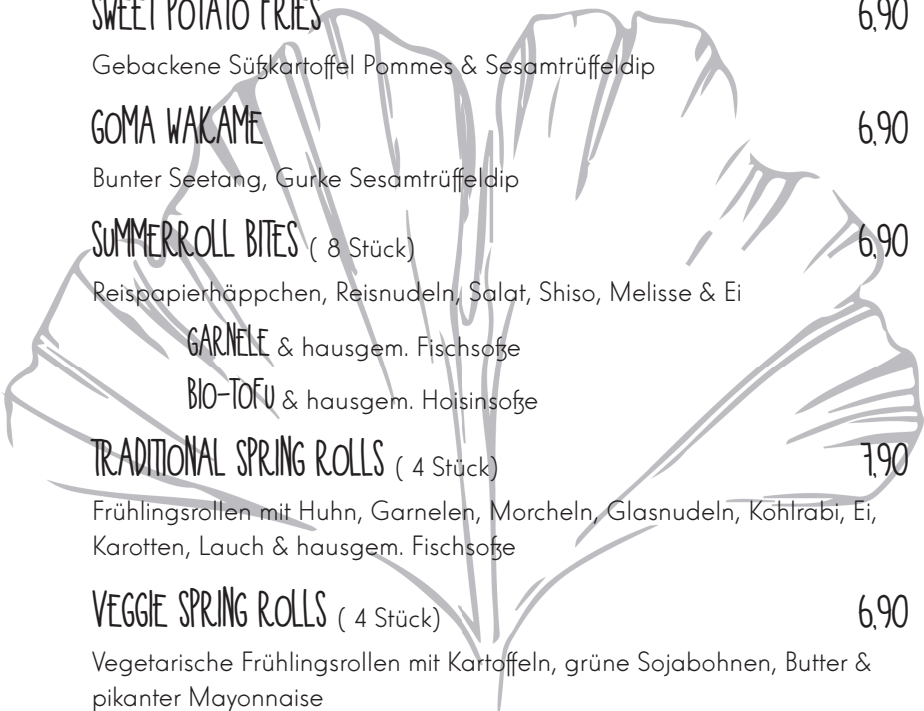 SWEET POTATO FRIES 6,90
Gebackene Süßkartoffel Pommes & Sesamtrüffeldip
GOMA WAKAME 6,90
Bunter Seetang, Gurke Sesamtrüffeldip
SuMMERROLL BITES ( 8 Stück) 6,90
Reispapierhäppchen, Reisnudeln, Salat, Shiso, Melisse & Ei
GARNELE & hausgem. Fischsoße
BIO-TOFU & hausgem. Hoisinsoße
TRADITIONAL SPRING ROLLS ( 4 Stück) 7,90
Frühlingsrollen mit Huhn, Garnelen, Morcheln, Glasnudeln, Kohlrabi, Ei,
Karotten, Lauch & hausgem. Fischsoße
VEGGIE SPRING ROLLS ( 4 Stück) 6,90
Vegetarische Frühlingsrollen mit Kartoffeln, grüne Sojabohnen, Butter &
pikanter Mayonnaise